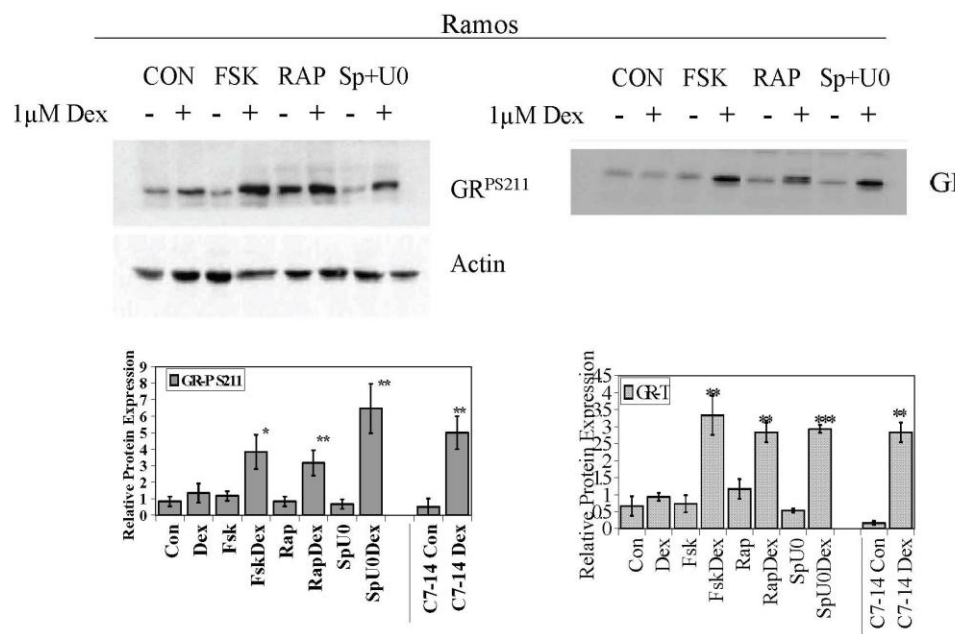 Ramos
CON FSK RAP Sp+U0
1µM Dex - + - + - + - +
GR^PS211
Actin
CON FSK RAP Sp+U0
1µM Dex - + - + - + - +
Relative Protein Expression
9
8
7
6
5
4
3
2
1
0
GR-PS211
*
**
**
**
Con
Dex
Fsk
FskDex
Rap
RapDex
SpU0
SpU0Dex
C7-14 Con
C7-14 Dex
Relative Protein Expression
4.5
4
3.5
3
2.5
2
1.5
1
0.5
0
GR-T
**
**
***
**
Con
Dex
Fsk
FskDex
Rap
RapDex
SpU0
SpU0Dex
C7-14 Con
C7-14 Dex